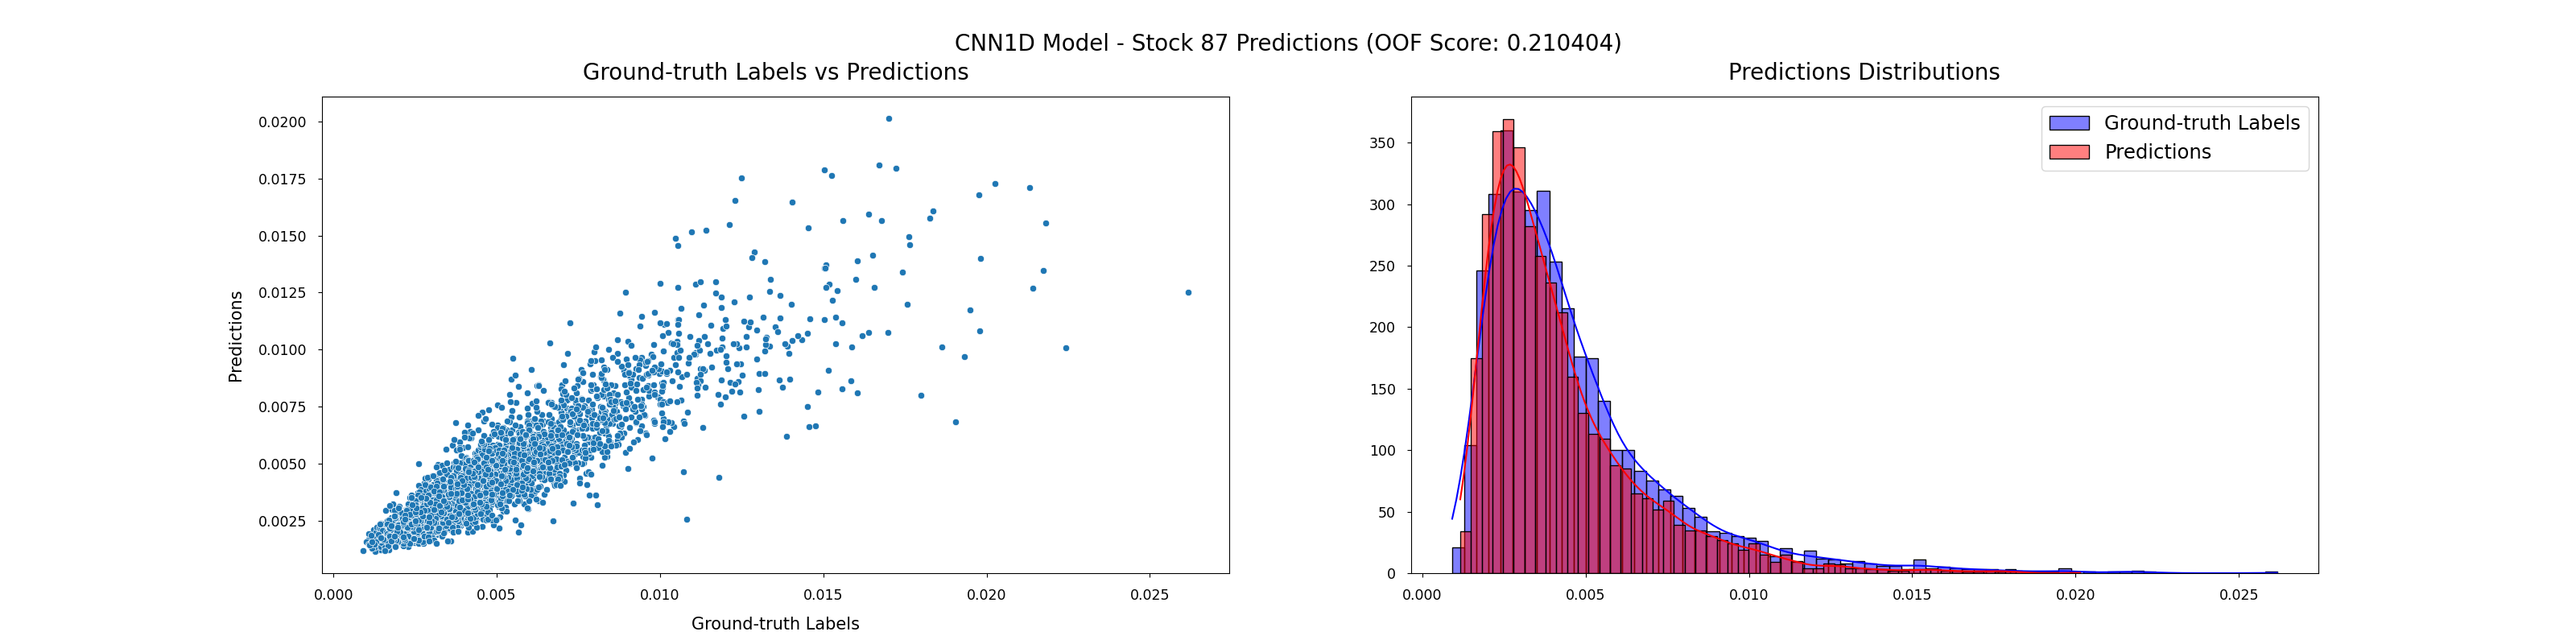 CNN1D Model - Stock 87 Predictions (OOF Score: 0.210404)
Ground-truth Labels vs Predictions
Predictions
0.0200
0.0175
0.0150
0.0125
0.0100
0.0075
0.0050
0.0025
0.000 0.005 0.010 0.015 0.020 0.025
Ground-truth Labels
Predictions Distributions
Ground-truth Labels
Predictions
350
300
250
200
150
100
50
0
0.000 0.005 0.010 0.015 0.020 0.025